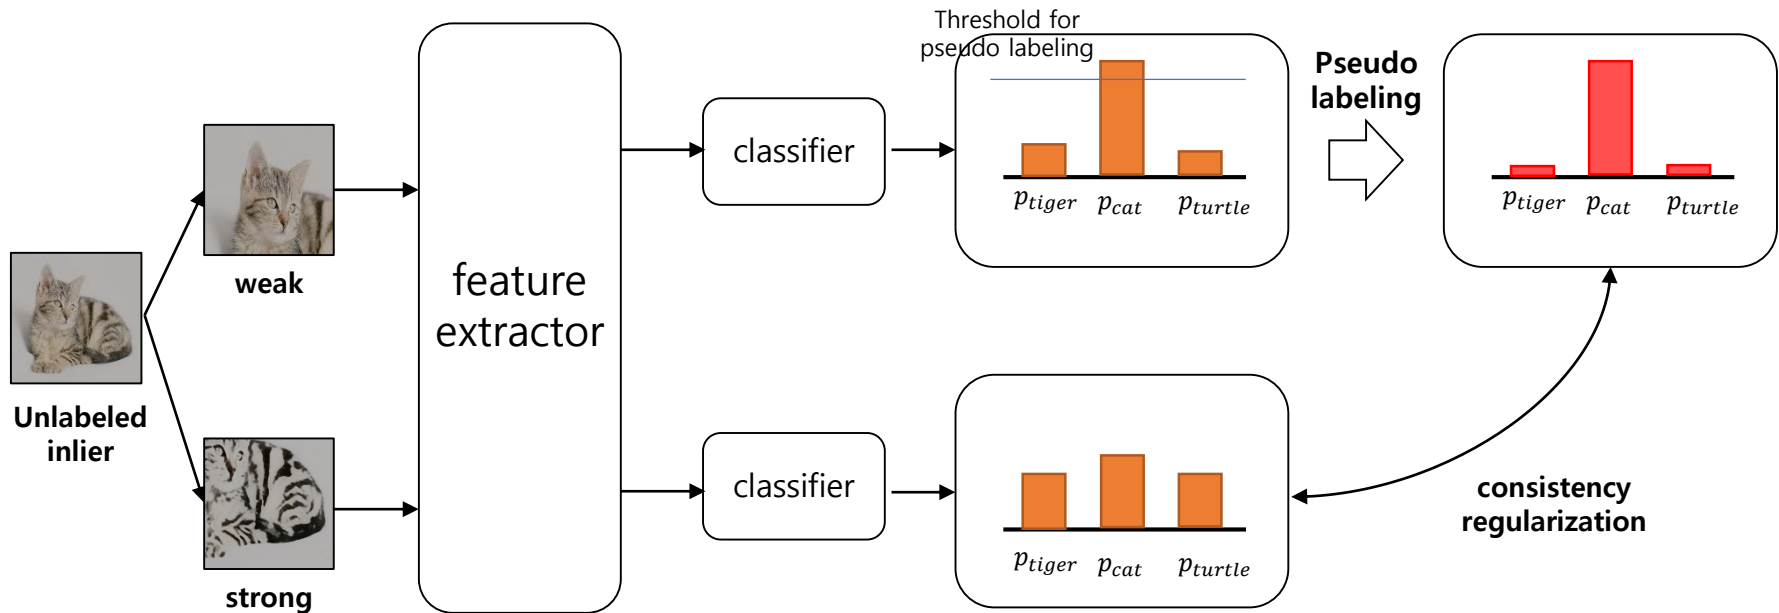 Unlabeled
inlier
weak
strong
feature
extractor
classifier
classifier
Threshold for
pseudo labeling
p_tiger p_cat p_turtle
Pseudo
labeling
p_tiger p_cat p_turtle
p_tiger p_cat p_turtle
consistency
regularization